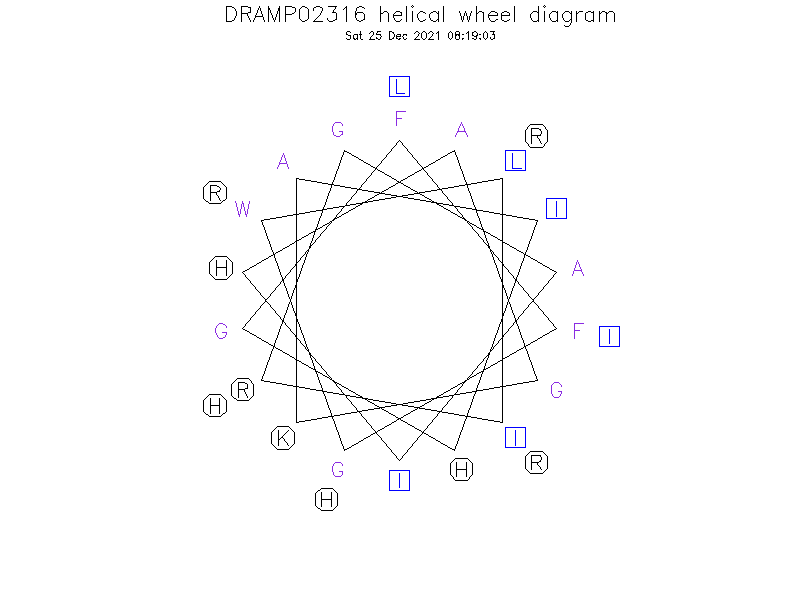 DRAMP02316 helical wheel diagram
Sat 25 Dec 2021 08:19:03
L
G F A R
A L
R W I
H A
G F I
R G
H
K I
R
G I H
H